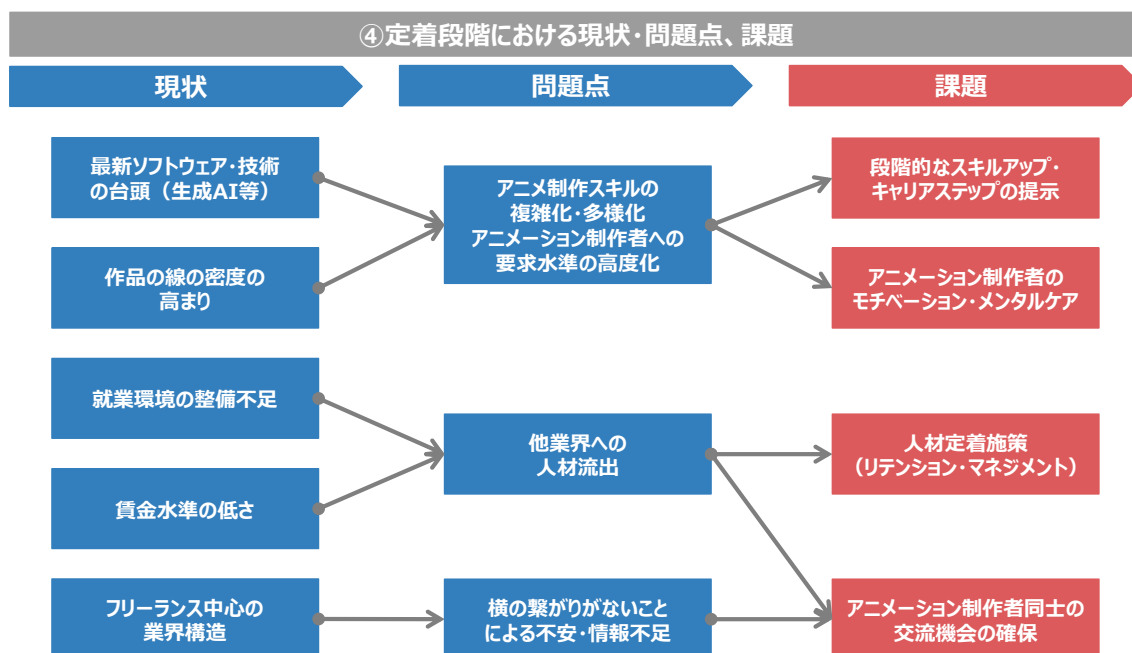 ④定着段階における現状・問題点、課題
現状
問題点
課題
最新ソフトウェア・技術
の台頭（生成AI等）
作品の線の密度の
高まり
就業環境の整備不足
賃金水準の低さ
フリーランス中心の
業界構造
アニメ制作スキルの
複雑化・多様化
アニメーション制作者への
要求水準の高度化
他業界への
人材流出
横の繋がりがないこと
による不安・情報不足
段階的なスキルアップ・
キャリアステップの提示
アニメーション制作者の
モチベーション・メンタルケア
人材定着施策
（リテンション・マネジメント）
アニメーション制作者同士の
交流機会の確保